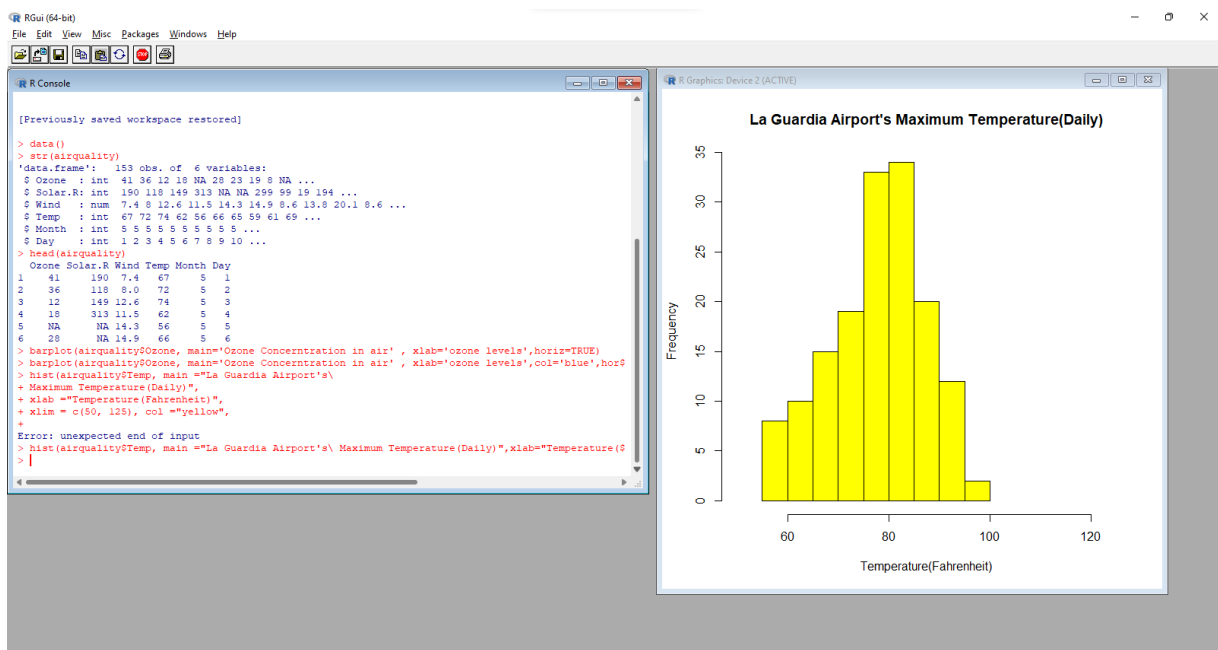 RGui (64-bit)
File Edit View Misc Packages Windows Help
STOP
R Console
[Previously saved workspace restored]
> data()
> str(airquality)
'data.frame':   153 obs. of  6 variables:
 $ Ozone  : int  41 36 12 18 NA 28 23 19 8 NA ...
 $ Solar.R: int  190 118 149 313 NA NA 299 99 19 194 ...
 $ Wind   : num  7.4 8 12.6 11.5 14.3 14.9 8.6 13.8 20.1 8.6 ...
 $ Temp   : int  67 72 74 62 56 66 65 59 61 69 ...
 $ Month  : int  5 5 5 5 5 5 5 5 5 5 ...
 $ Day    : int  1 2 3 4 5 6 7 8 9 10 ...
> head(airquality)
  Ozone Solar.R Wind Temp Month Day
1    41     190  7.4   67     5   1
2    36     118  8.0   72     5   2
3    12     149 12.6   74     5   3
4    18     313 11.5   62     5   4
5    NA      NA 14.3   56     5   5
6    28      NA 14.9   66     5   6
> barplot(airquality$Ozone, main='Ozone Concerntration in air' , xlab='ozone levels',horiz=TRUE)
> barplot(airquality$Ozone, main='Ozone Concerntration in air' , xlab='ozone levels',col='blue',hor$
> hist(airquality$Temp, main ="La Guardia Airport's\
+ Maximum Temperature(Daily)",
+ xlab ="Temperature(Fahrenheit)",
+ xlim = c(50, 125), col ="yellow",
+
Error: unexpected end of input
> hist(airquality$Temp, main ="La Guardia Airport's\ Maximum Temperature(Daily)",xlab="Temperature($
>
R Graphics: Device 2 (ACTIVE)
La Guardia Airport's Maximum Temperature(Daily)
Frequency
35
30
25
20
15
10
5
0
60 80 100 120
Temperature(Fahrenheit)